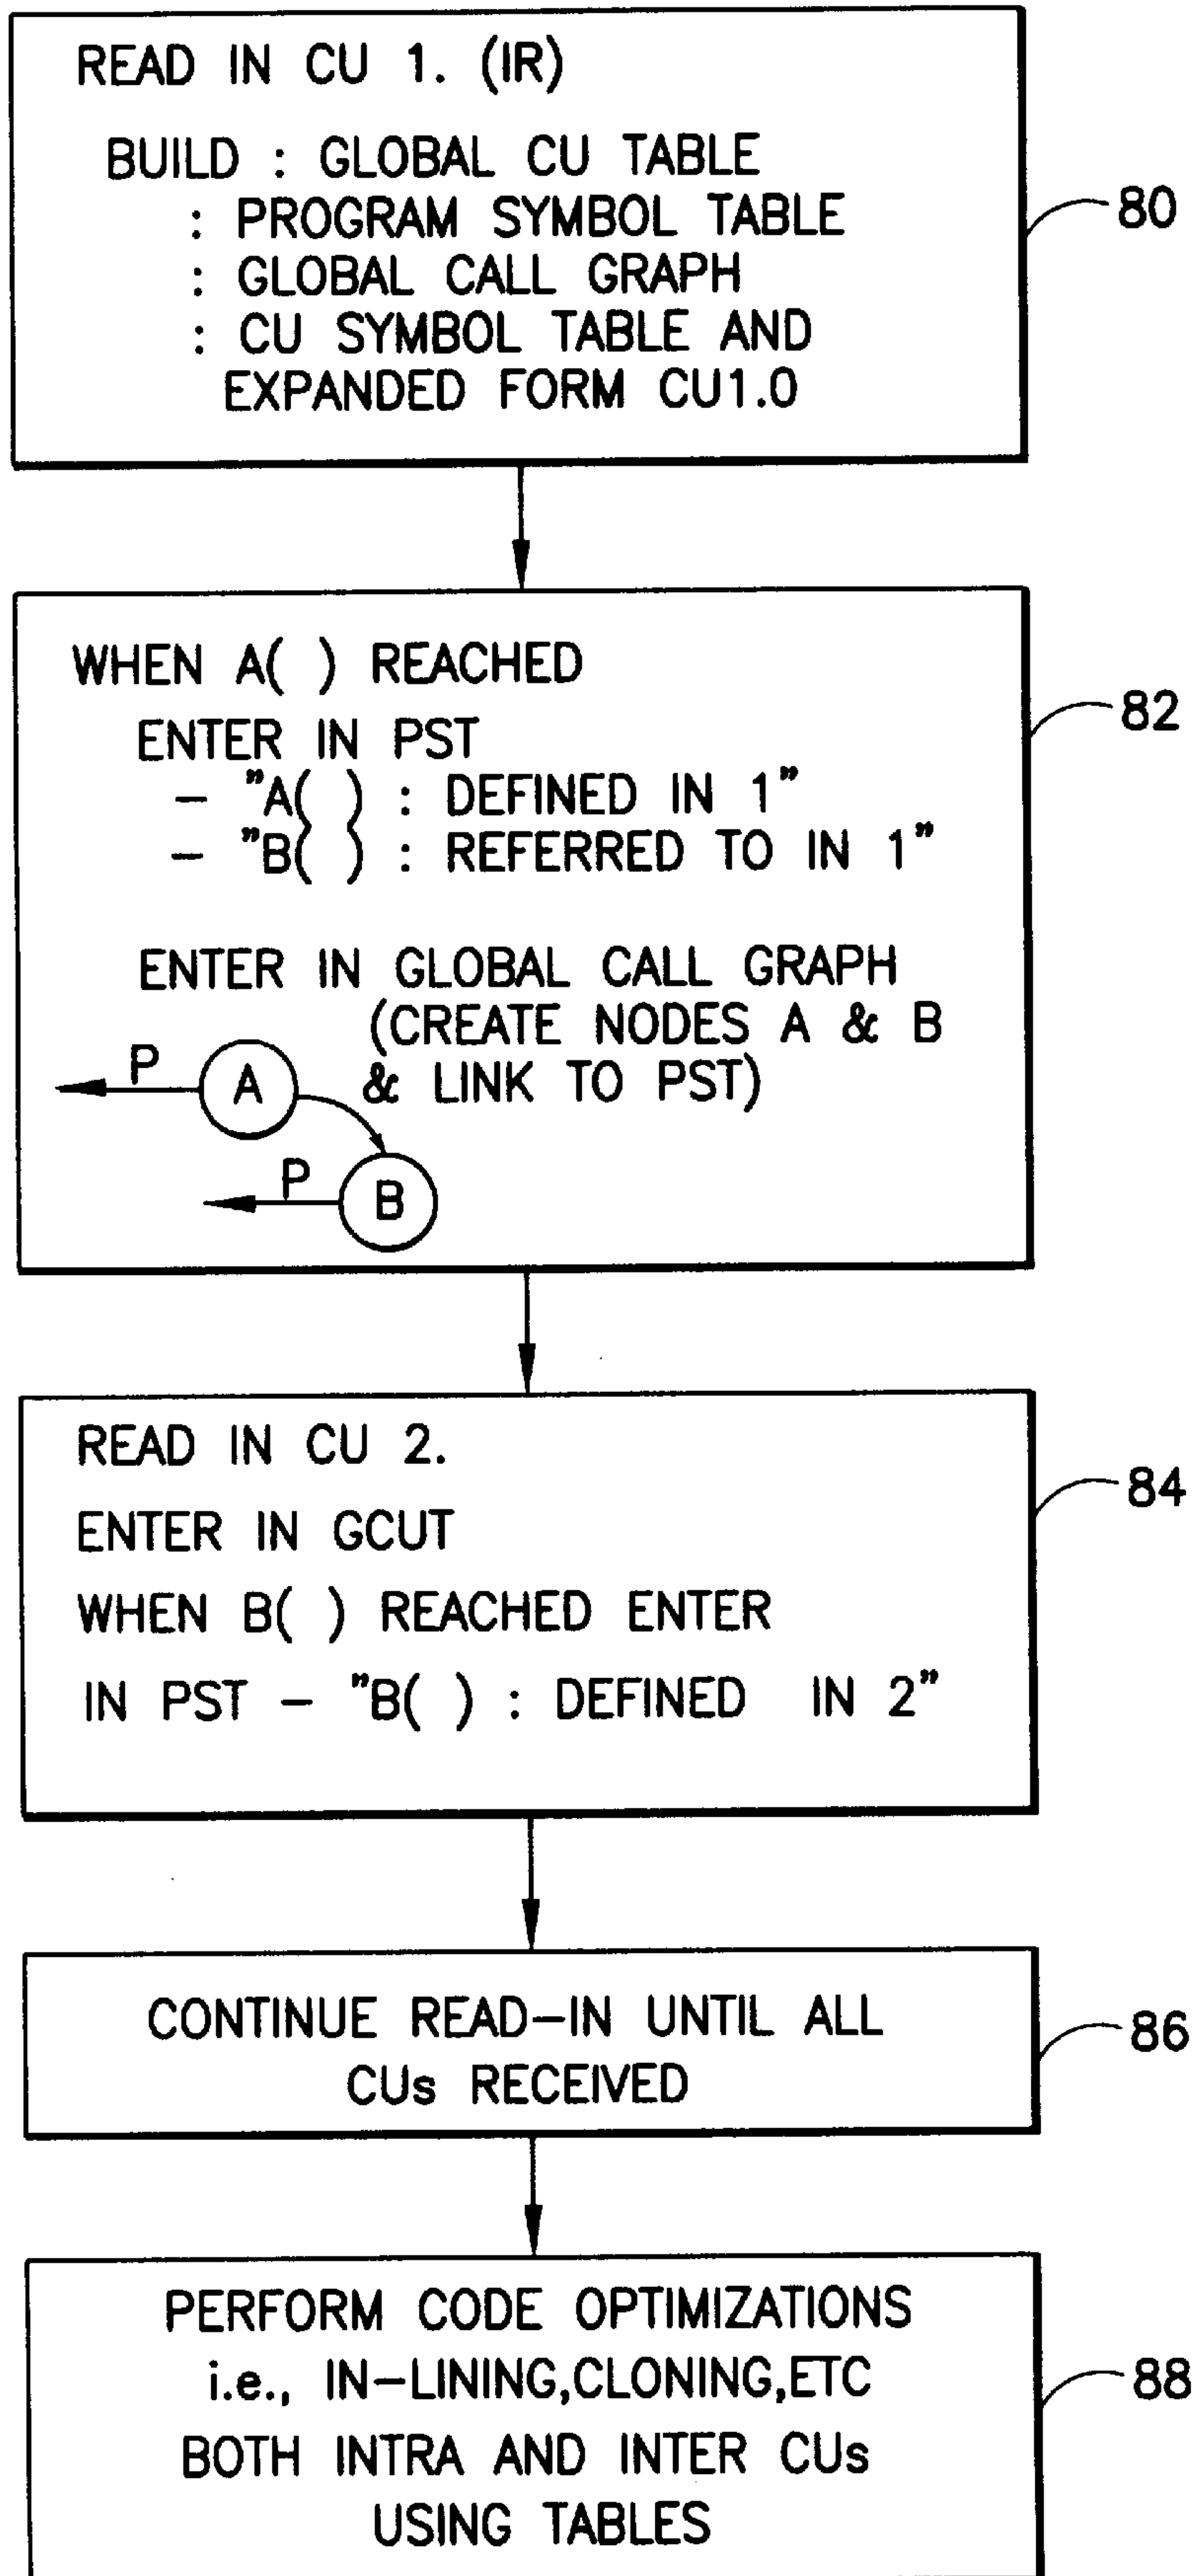 READ IN CU 1. (IR)
BUILD : GLOBAL CU TABLE
: PROGRAM SYMBOL TABLE
: GLOBAL CALL GRAPH
: CU SYMBOL TABLE AND
EXPANDED FORM CU1.0
80
WHEN A( ) REACHED
ENTER IN PST
– "A( ) : DEFINED IN 1"
– "B( ) : REFERRED TO IN 1"
ENTER IN GLOBAL CALL GRAPH
(CREATE NODES A & B
& LINK TO PST)
P
A
P
B
82
READ IN CU 2.
ENTER IN GCUT
WHEN B( ) REACHED ENTER
IN PST – "B( ) : DEFINED IN 2"
84
CONTINUE READ–IN UNTIL ALL
CUs RECEIVED
86
PERFORM CODE OPTIMIZATIONS
i.e., IN–LINING,CLONING,ETC
BOTH INTRA AND INTER CUs
USING TABLES
88